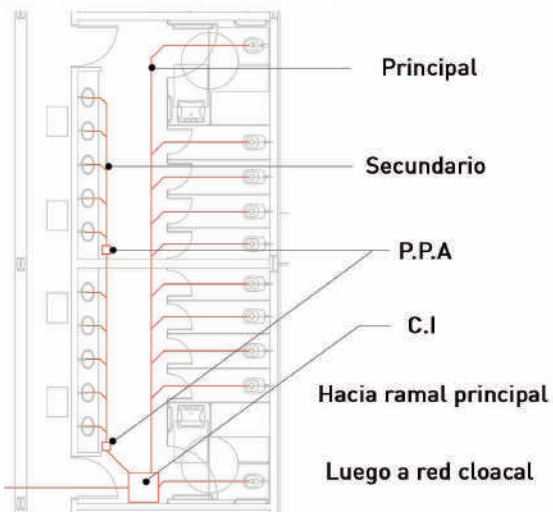 Principal
Secundario
P.P.A
C.I
Hacia ramal principal
Luego a red cloacal